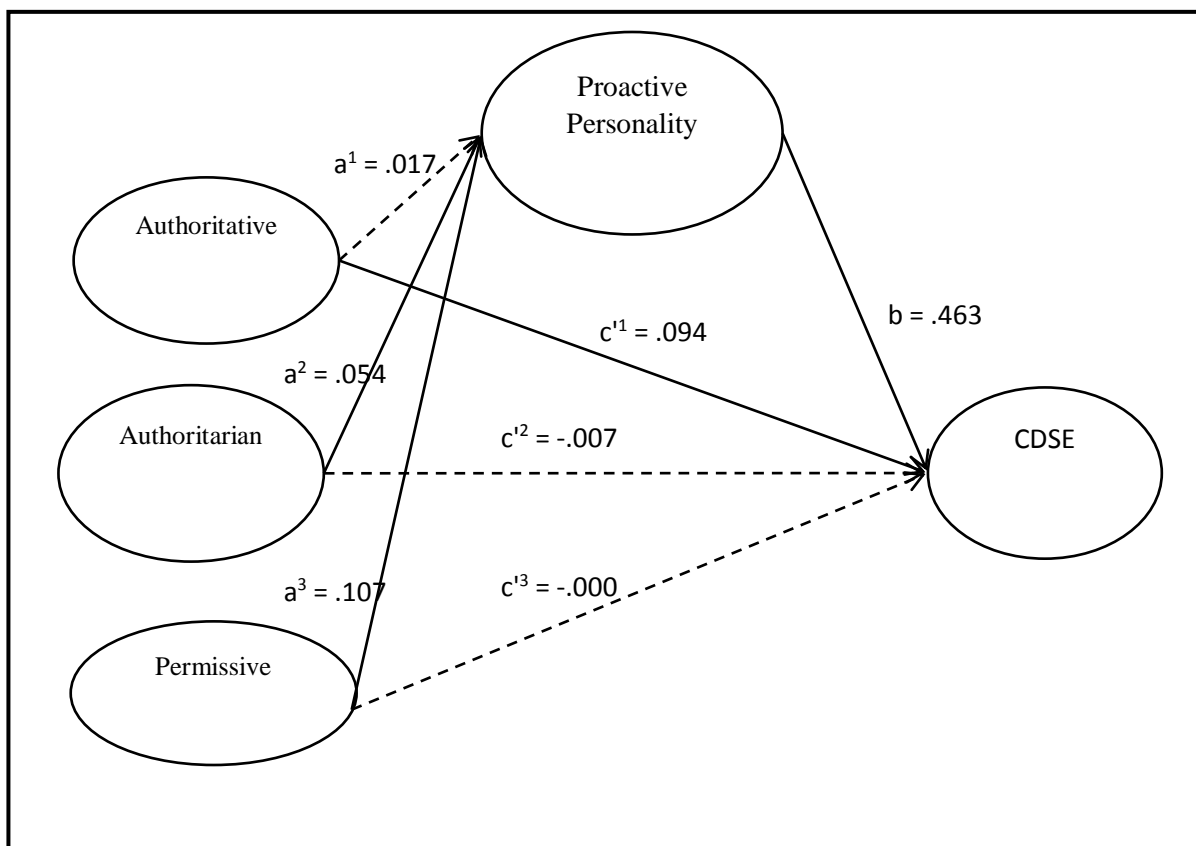 Proactive
Personality
a¹ = .017
Authoritative
c'¹ = .094
b = .463
a² = .054
Authoritarian
c'² = -.007
CDSE
a³ = .107
c'³ = -.000
Permissive